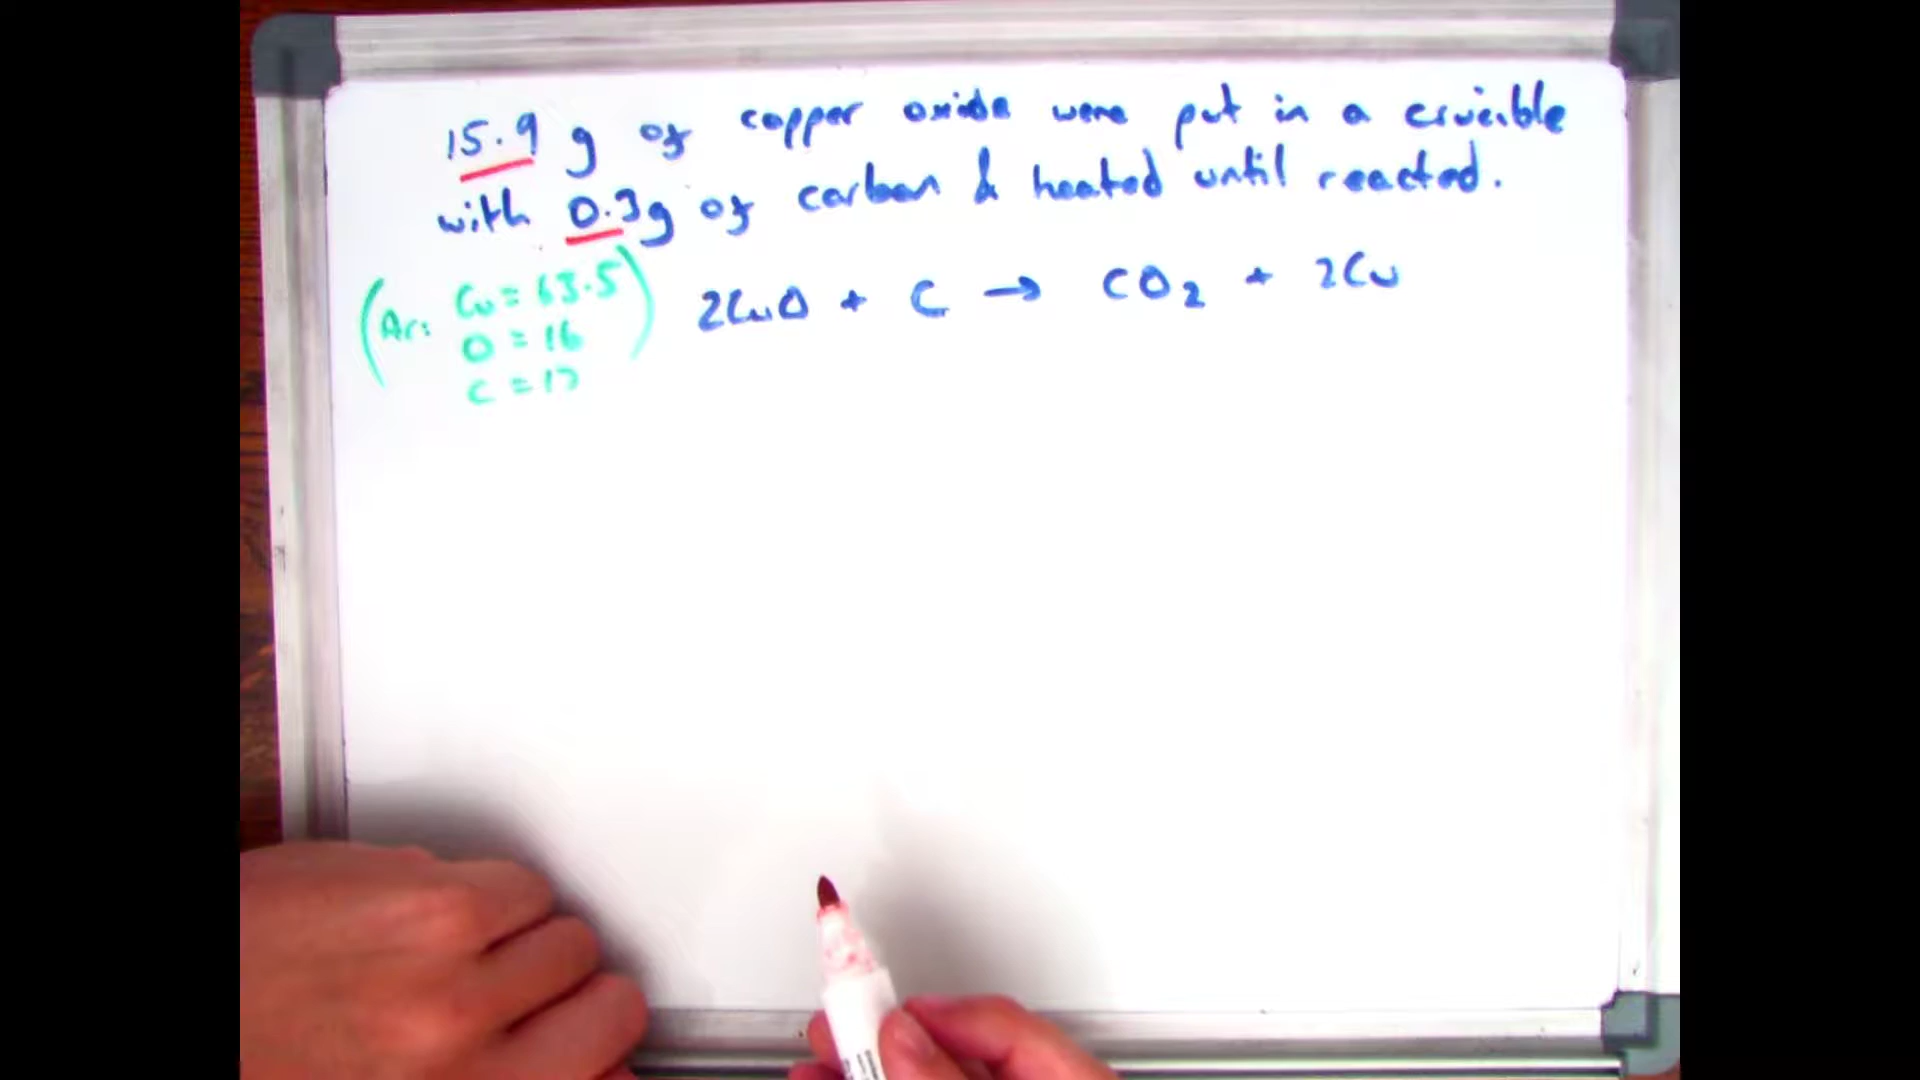 15.9 g of copper oxide were put in a crucible
with 0.3g of carbon & heated until reacted.
(Ar: Cu = 63.5)
O = 16
C = 12
2CuO + C → CO₂ + 2Cu